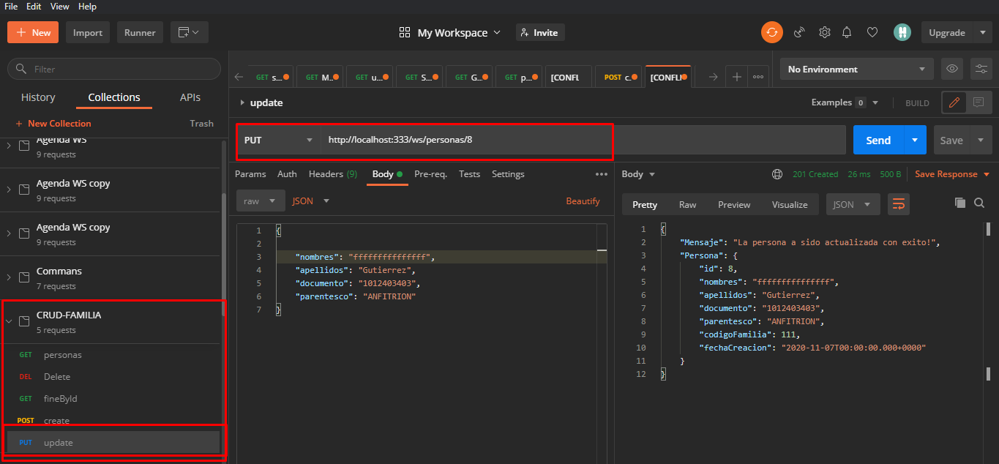 File Edit View Help
New Import Runner My Workspace Invite Upgrade
Filter
History Collections APIs
New Collection Trash
Agenda WS
9 requests
Agenda WS copy
9 requests
Agenda WS copy
9 requests
Commans
7 requests
CRUD-FAMILIA
5 requests
GET personas
DEL Delete
GET fineById
POST create
PUT update
GET s... GET M... GET u... GET S... GET G... GET p... [CONFL POST c. [CONFLI
No Environment
update
Examples 0 BUILD
PUT http://localhost:333/ws/personas/8 Send Save
Params Auth Headers (9) Body Pre-req. Tests Settings
raw JSON Beautify
1 {
2
3 "nombres": "fffffffffffffff",
4 "apellidos": "Gutierrez",
5 "documento": "1012403403",
6 "parentesco": "ANFITRION"
7 }
Body 201 Created 26 ms 500 B Save Response
Pretty Raw Preview Visualize JSON
1 {
2 "Mensaje": "La persona a sido actualizada con exito!",
3 "Persona": {
4 "id": 8,
5 "nombres": "fffffffffffffff",
6 "apellidos": "Gutierrez",
7 "documento": "1012403403",
8 "parentesco": "ANFITRION",
9 "codigoFamilia": 111,
10 "fechaCreacion": "2020-11-07T00:00:00.000+0000"
11 }
12 }